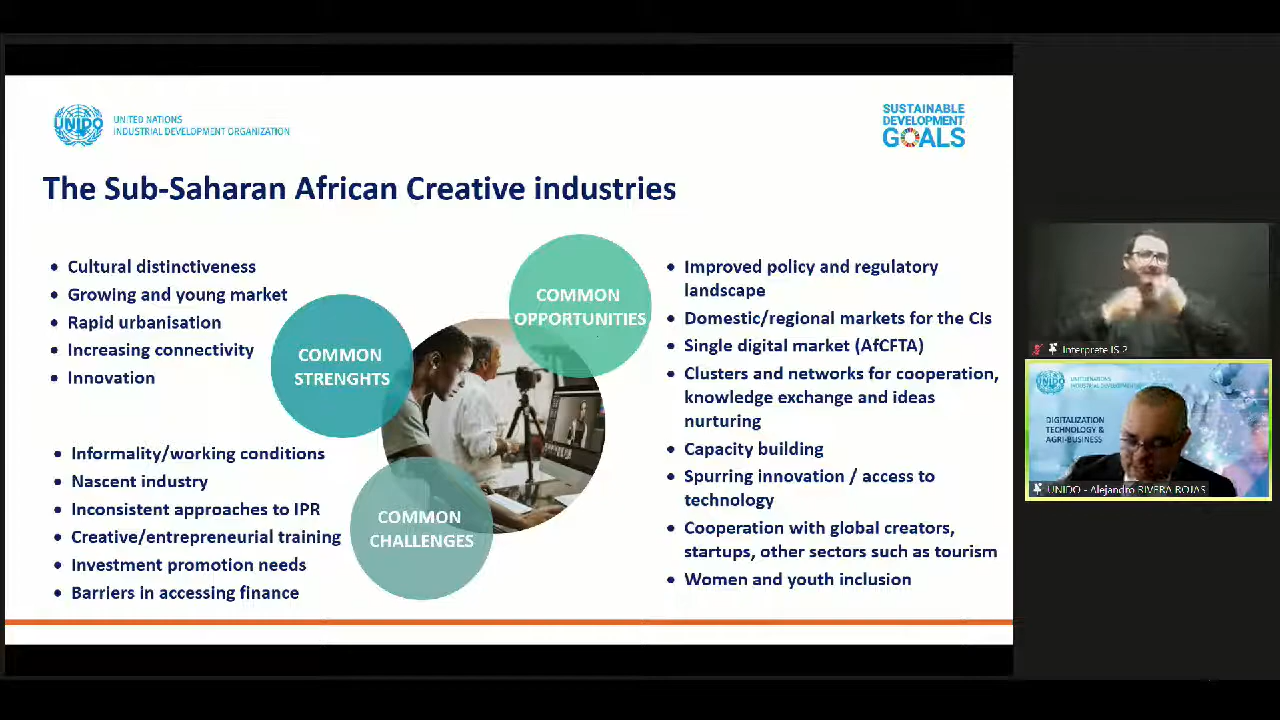 UNIDO
UNITED NATIONS
INDUSTRIAL DEVELOPMENT ORGANIZATION
SUSTAINABLE
DEVELOPMENT
GOALS
The Sub-Saharan African Creative industries
• Cultural distinctiveness
• Growing and young market
• Rapid urbanisation
• Increasing connectivity
• Innovation
COMMON
STRENGHTS
• Informality/working conditions
• Nascent industry
• Inconsistent approaches to IPR
• Creative/entrepreneurial training
• Investment promotion needs
• Barriers in accessing finance
COMMON
CHALLENGES
COMMON
OPPORTUNITIES
• Improved policy and regulatory
landscape
• Domestic/regional markets for the CIs
• Single digital market (AfCFTA)
• Clusters and networks for cooperation,
knowledge exchange and ideas
nurturing
• Capacity building
• Spurring innovation / access to
technology
• Cooperation with global creators,
startups, other sectors such as tourism
• Women and youth inclusion
Interprete IS 2
UNIDO
UNITED NATIONS
INDUSTRIAL DEVELOPMENT
DIGITALIZATION
TECHNOLOGY &
AGRI-BUSINESS
UNIDO - Alejandro RIVERA ROJAS